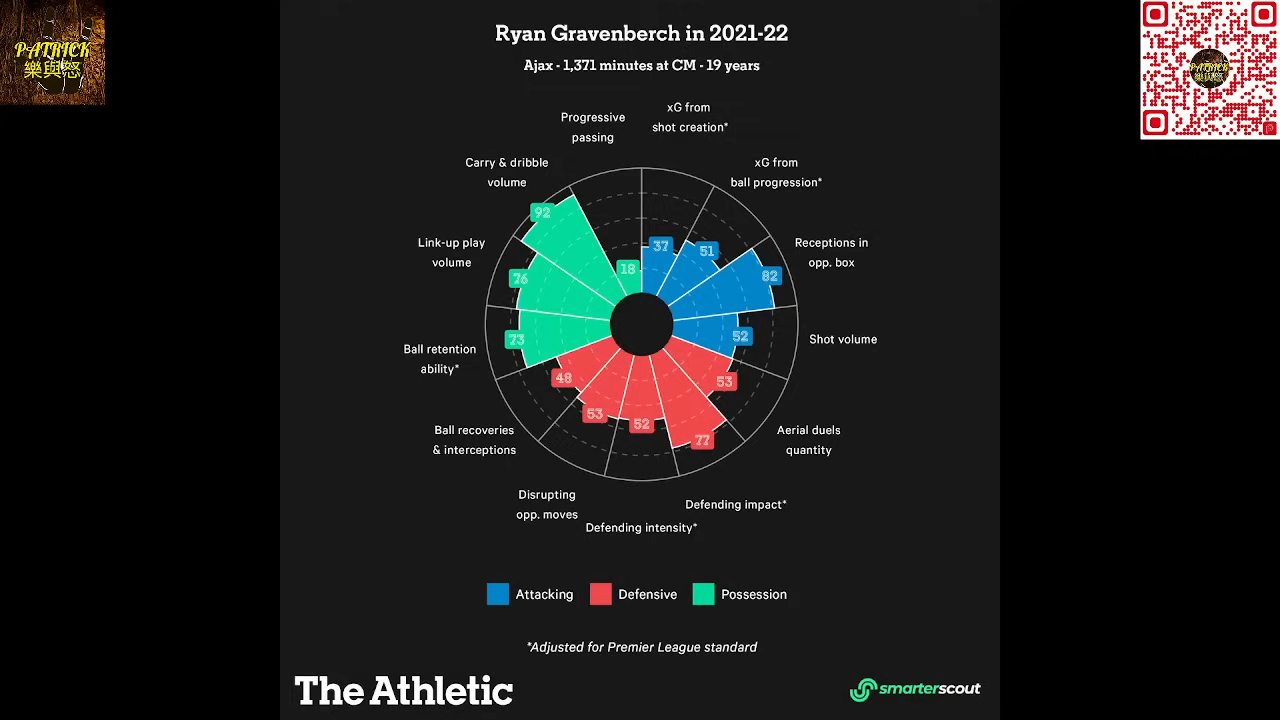 PATRICK
樂與怒
Ryan Gravenberch in 2021-22
Ajax - 1,371 minutes at CM - 19 years
xG from
shot creation*
Progressive
passing
xG from
ball progression*
Carry & dribble
volume
Receptions in
opp. box
Link-up play
volume
Shot volume
Ball retention
ability*
Aerial duels
quantity
Ball recoveries
& interceptions
Disrupting
opp. moves
Defending impact*
Defending intensity*
92
37
51
18
82
76
52
73
48
53
53
52
77
Attacking
Defensive
Possession
*Adjusted for Premier League standard
The Athletic
smarterscout
PATRICK